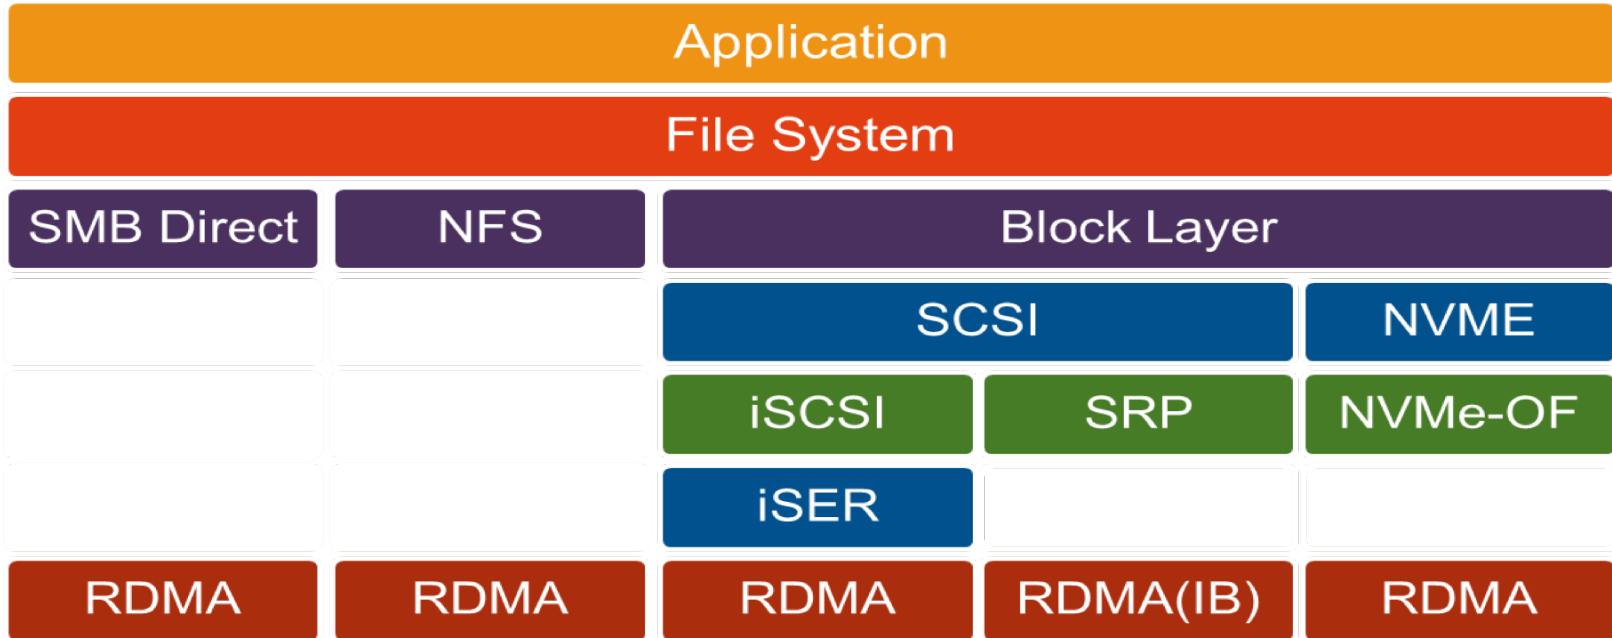 Application
File System
SMB Direct NFS Block Layer
SCSI NVME
iSCSI SRP NVMe-OF
iSER
RDMA RDMA RDMA RDMA(IB) RDMA